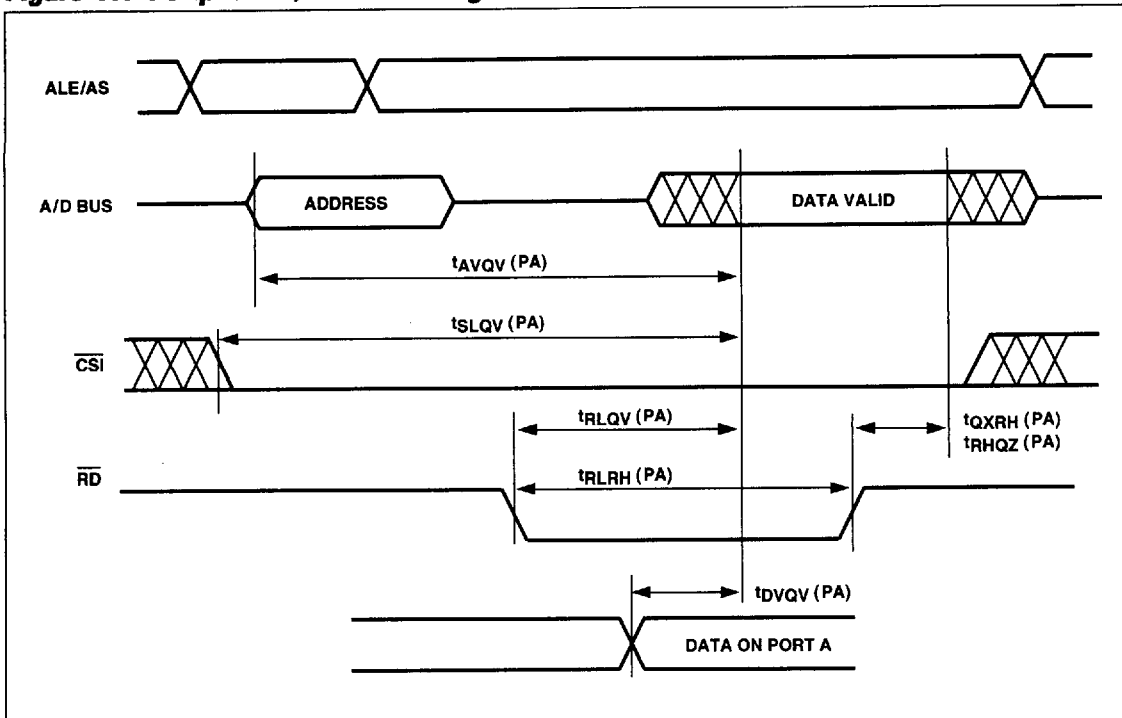 ALE/AS
A/D BUS
ADDRESS
DATA VALID
tAVQV (PA)
tSLQV (PA)
CSI
tRLQV (PA)
tQXRH (PA)
tRHQZ (PA)
RD
tRLRH (PA)
tDVQV (PA)
DATA ON PORT A